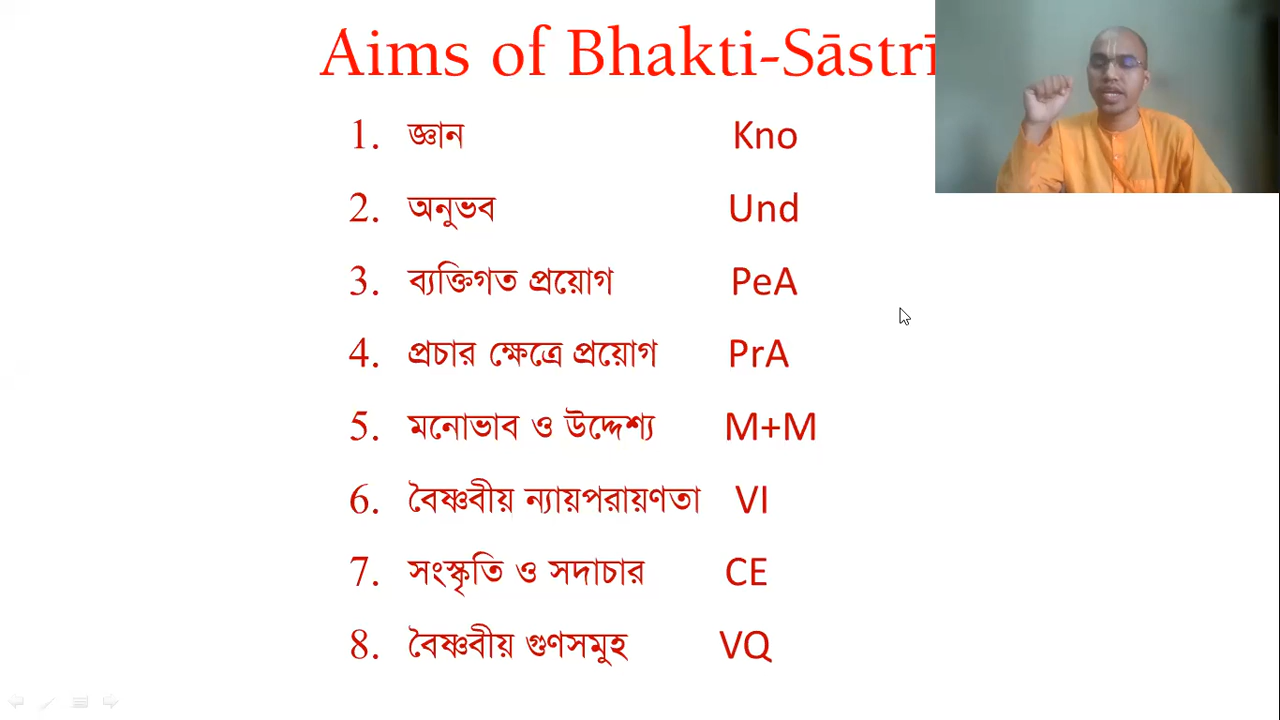 Aims of Bhakti-Sāstrī
1. জ্ঞান Kno
2. অনুভব Und
3. ব্যক্তিগত প্রয়োগ PeA
4. প্রচার ক্ষেত্রে প্রয়োগ PrA
5. মনোভাব ও উদ্দেশ্য M+M
6. বৈষ্ণবীয় ন্যায়পরায়ণতা VI
7. সংস্কৃতি ও সদাচার CE
8. বৈষ্ণবীয় গুণসমুহ VQ